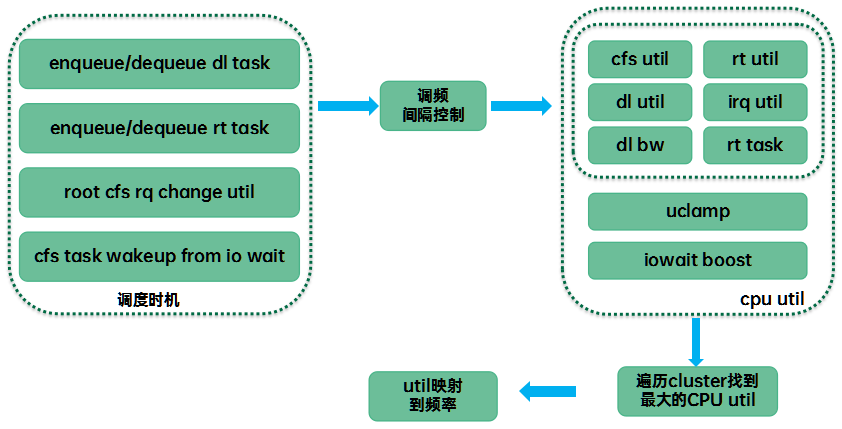 enqueue/dequeue dl task
enqueue/dequeue rt task
root cfs rq change util
cfs task wakeup from io wait
调度时机
调频
间隔控制
cfs util
rt util
dl util
irq util
dl bw
rt task
uclamp
iowait boost
cpu util
遍历cluster找到
最大的CPU util
util映射
到频率